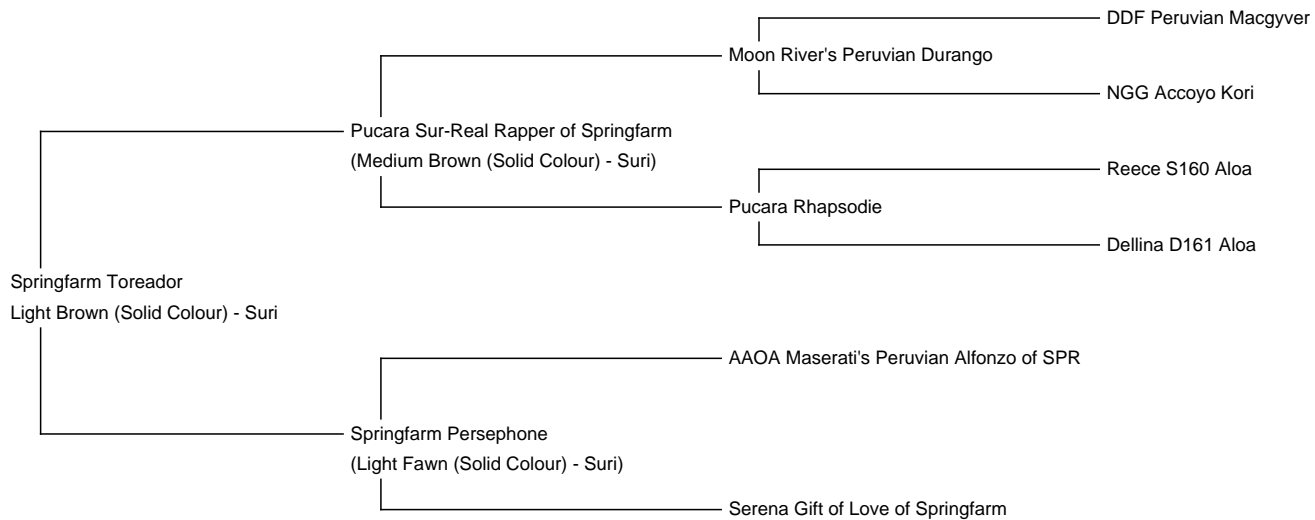 DDF Peruvian Macgyver
Moon River's Peruvian Durango
NGG Accoyo Kori
Pucara Sur-Real Rapper of Springfarm
(Medium Brown (Solid Colour) - Suri)
Reece S160 Aloa
Pucara Rhapsodie
Dellina D161 Aloa
Springfarm Toreador
Light Brown (Solid Colour) - Suri
AAOA Maserati's Peruvian Alfonzo of SPR
Springfarm Persephone
(Light Fawn (Solid Colour) - Suri)
Serena Gift of Love of Springfarm